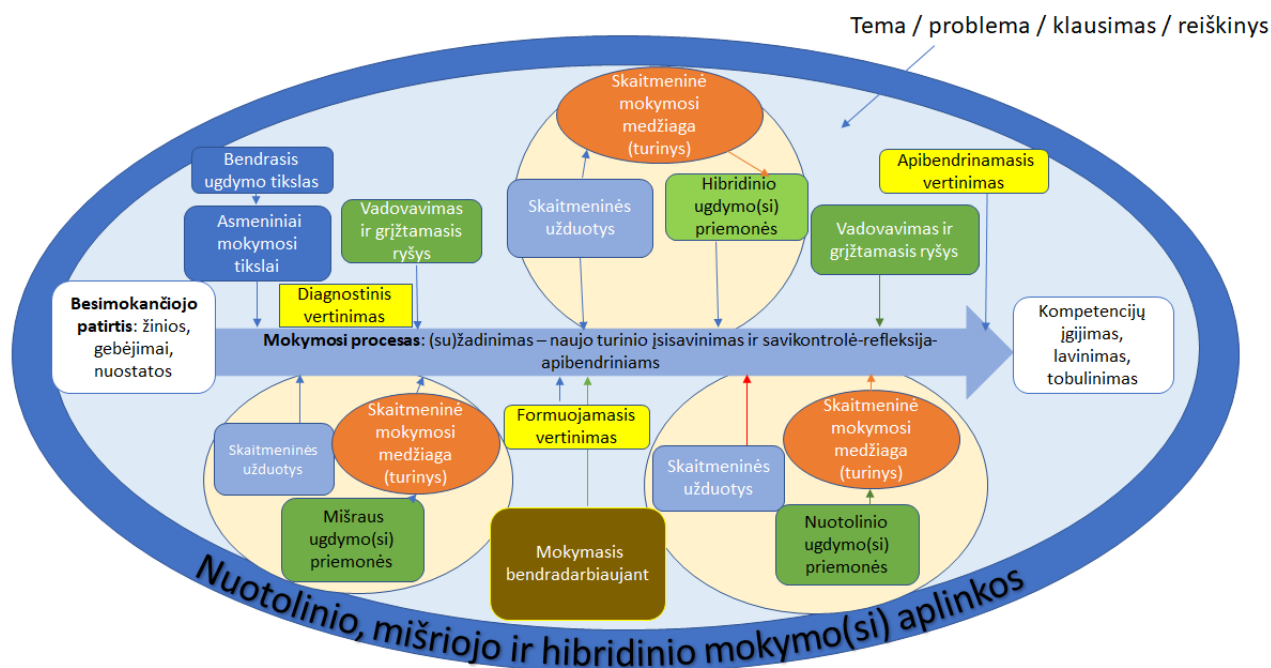 Tema / problema / klausimas / reiškinys
Skaitmeninė
mokymosi
medžiaga
(turinys)
Bendrasis
ugdymo tikslas
Apibendrinamasis
vertinimas
Asmeniniai
mokymosi
tikslai
Vadovavimas
ir grįžtamasis
ryšys
Skaitmeninės
užduotys
Hibridinio
ugdymo(si)
priemonės
Vadovavimas ir
grįžtamasis ryšys
Besimokančiojo
patirtis: žinios,
gebėjimai,
nuostatos
Diagnostinis
vertinimas
Mokymosi procesas: (su)žadinimas – naujo turinio įsisavinimas ir savikontrolė-refleksija-
apibendriniams
Kompetencijų
įgijimas,
lavinimas,
tobulinimas
Skaitmeninės
užduotys
Skaitmeninė
mokymosi
medžiaga
(turinys)
Mišraus
ugdymo(si)
priemonės
Formuojamasis
vertinimas
Mokymasis
bendradarbiaujant
Skaitmeninės
užduotys
Skaitmeninė
mokymosi
medžiaga
(turinys)
Nuotolinio
ugdymo(si)
priemonės
Nuotolinio, mišriojo ir hibridinio mokymo(si) aplinkos